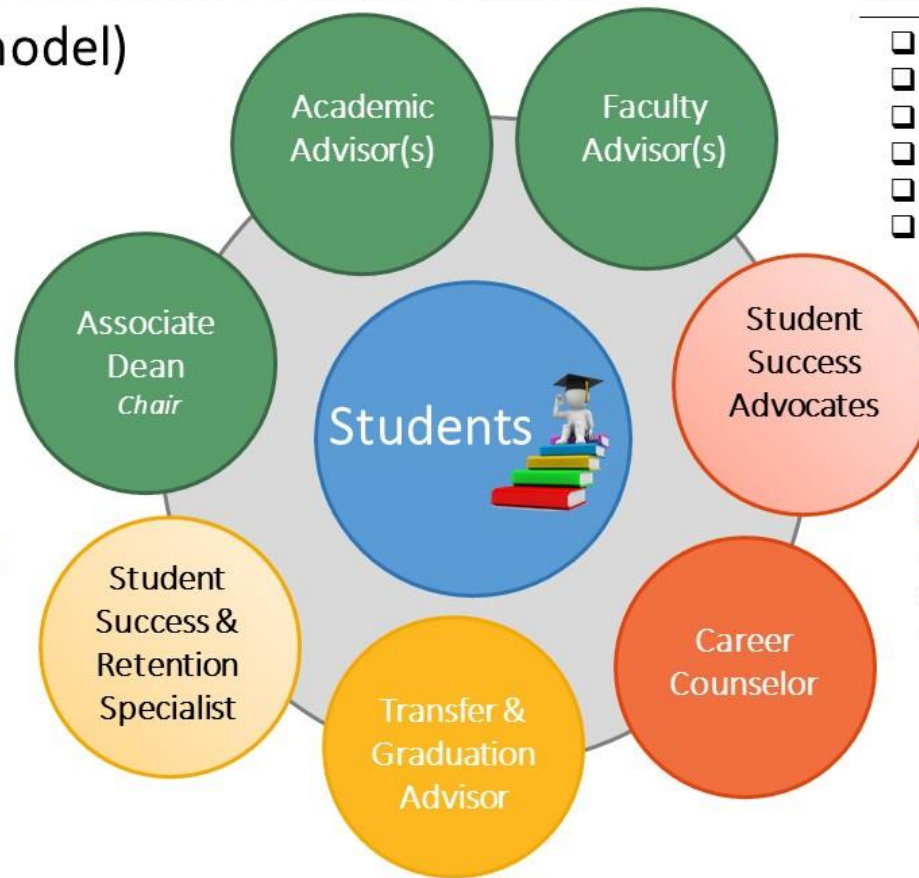 model)
Academic
Advisor(s)
Faculty
Advisor(s)
Associate
Dean
Chair
Student
Success
Advocates
Students
Student
Success &
Retention
Specialist
Career
Counselor
Transfer &
Graduation
Advisor